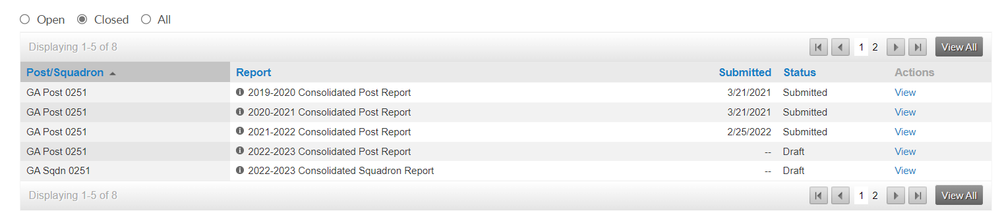 Open Closed All
Displaying 1-5 of 8 1 2 View All
Post/Squadron Report Submitted Status Actions
GA Post 0251 2019-2020 Consolidated Post Report 3/21/2021 Submitted View
GA Post 0251 2020-2021 Consolidated Post Report 3/21/2021 Submitted View
GA Post 0251 2021-2022 Consolidated Post Report 2/25/2022 Submitted View
GA Post 0251 2022-2023 Consolidated Post Report -- Draft View
GA Sqdn 0251 2022-2023 Consolidated Squadron Report -- Draft View
Displaying 1-5 of 8 1 2 View All